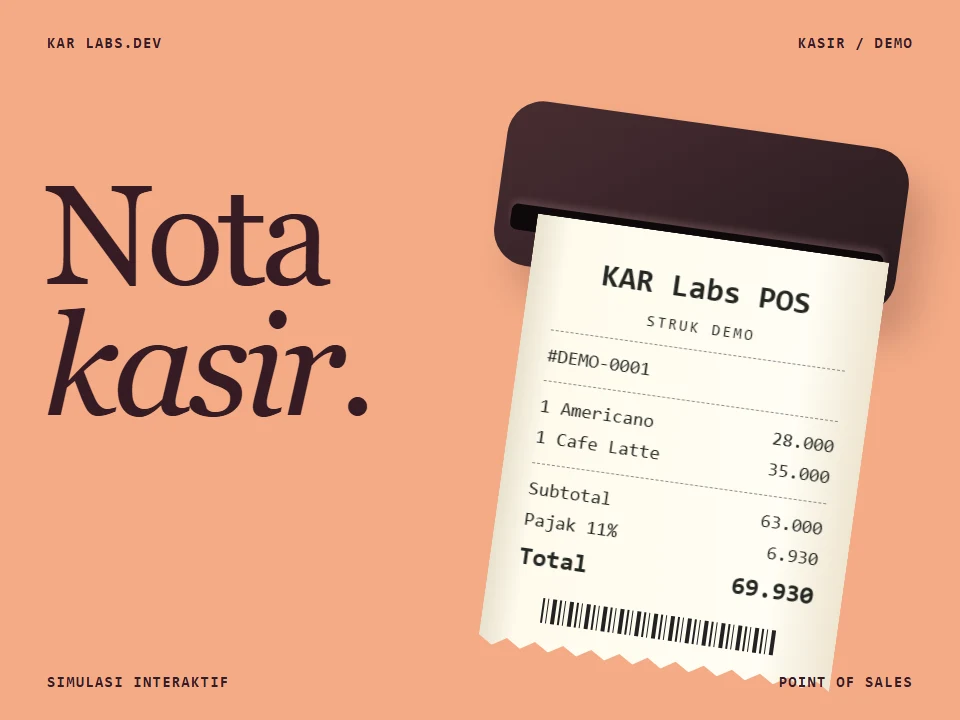 KAR LABS.DEV
KASIR / DEMO
Nota
kasir.
KAR Labs POS
STRUK DEMO
#DEMO-0001
1 Americano 28.000
1 Cafe Latte 35.000
Subtotal 63.000
Pajak 11% 6.930
Total 69.930
SIMULASI INTERAKTIF
POINT OF SALES